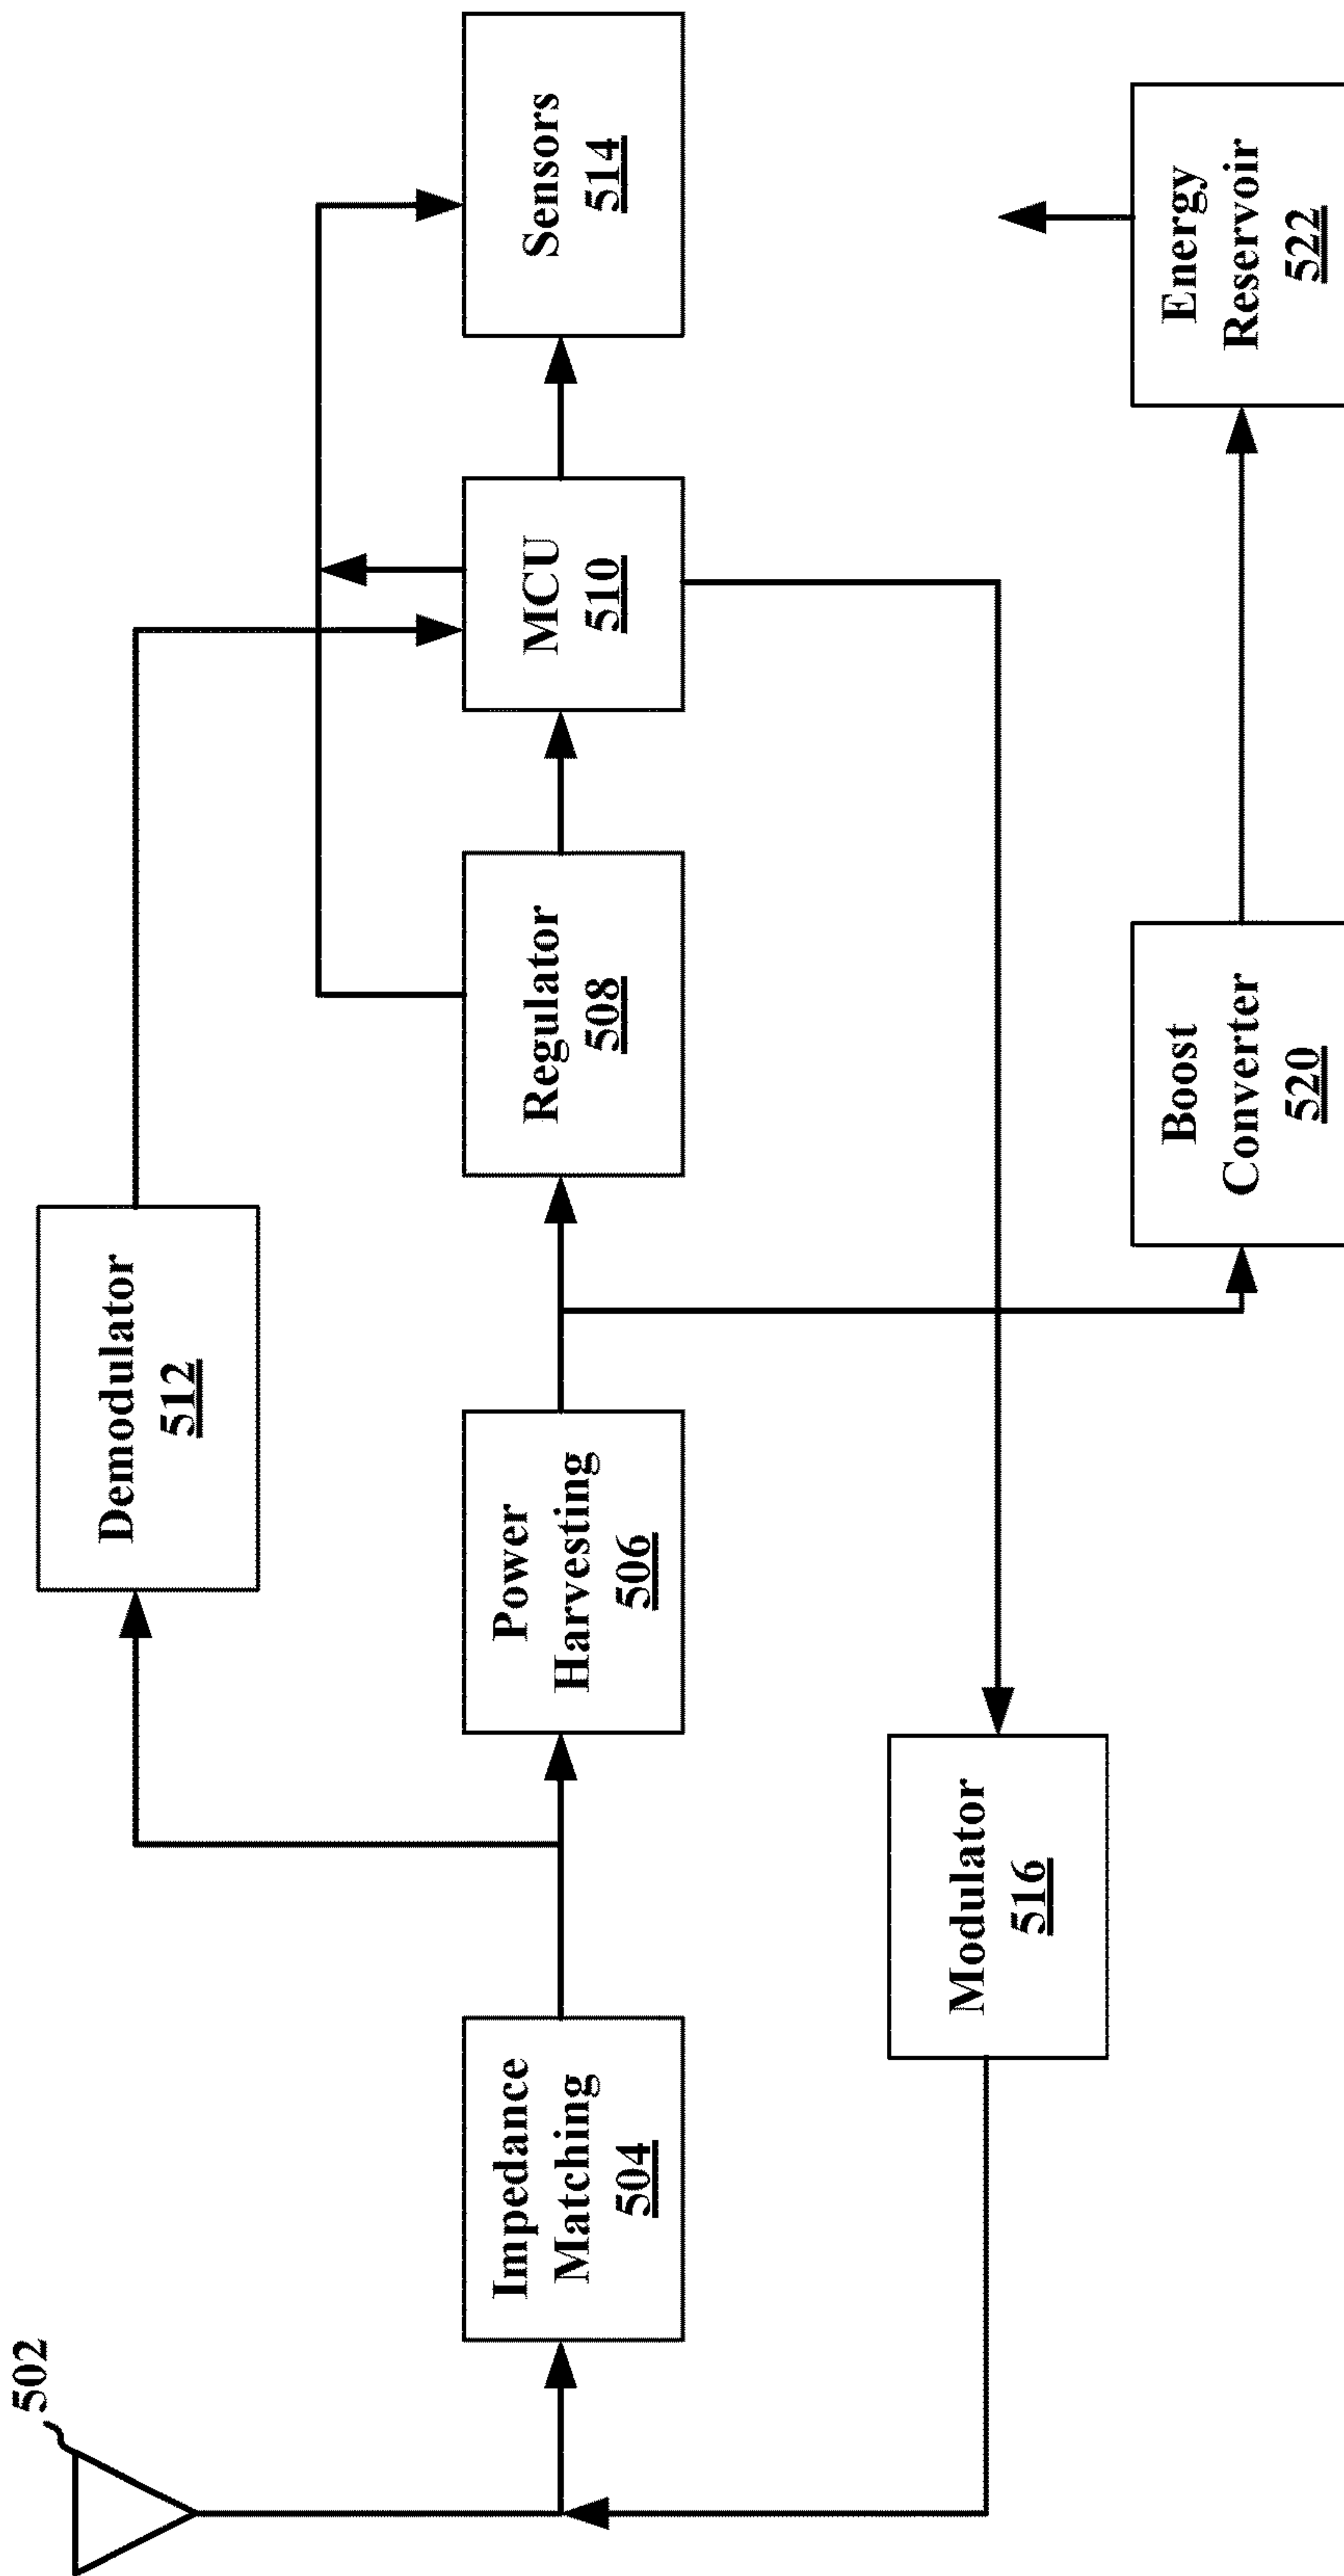 502
Demodulator
512
Impedance
Matching
504
Power
Harvesting
506
Regulator
508
MCU
510
Sensors
514
Modulator
516
Boost
Converter
520
Energy
Reservoir
522